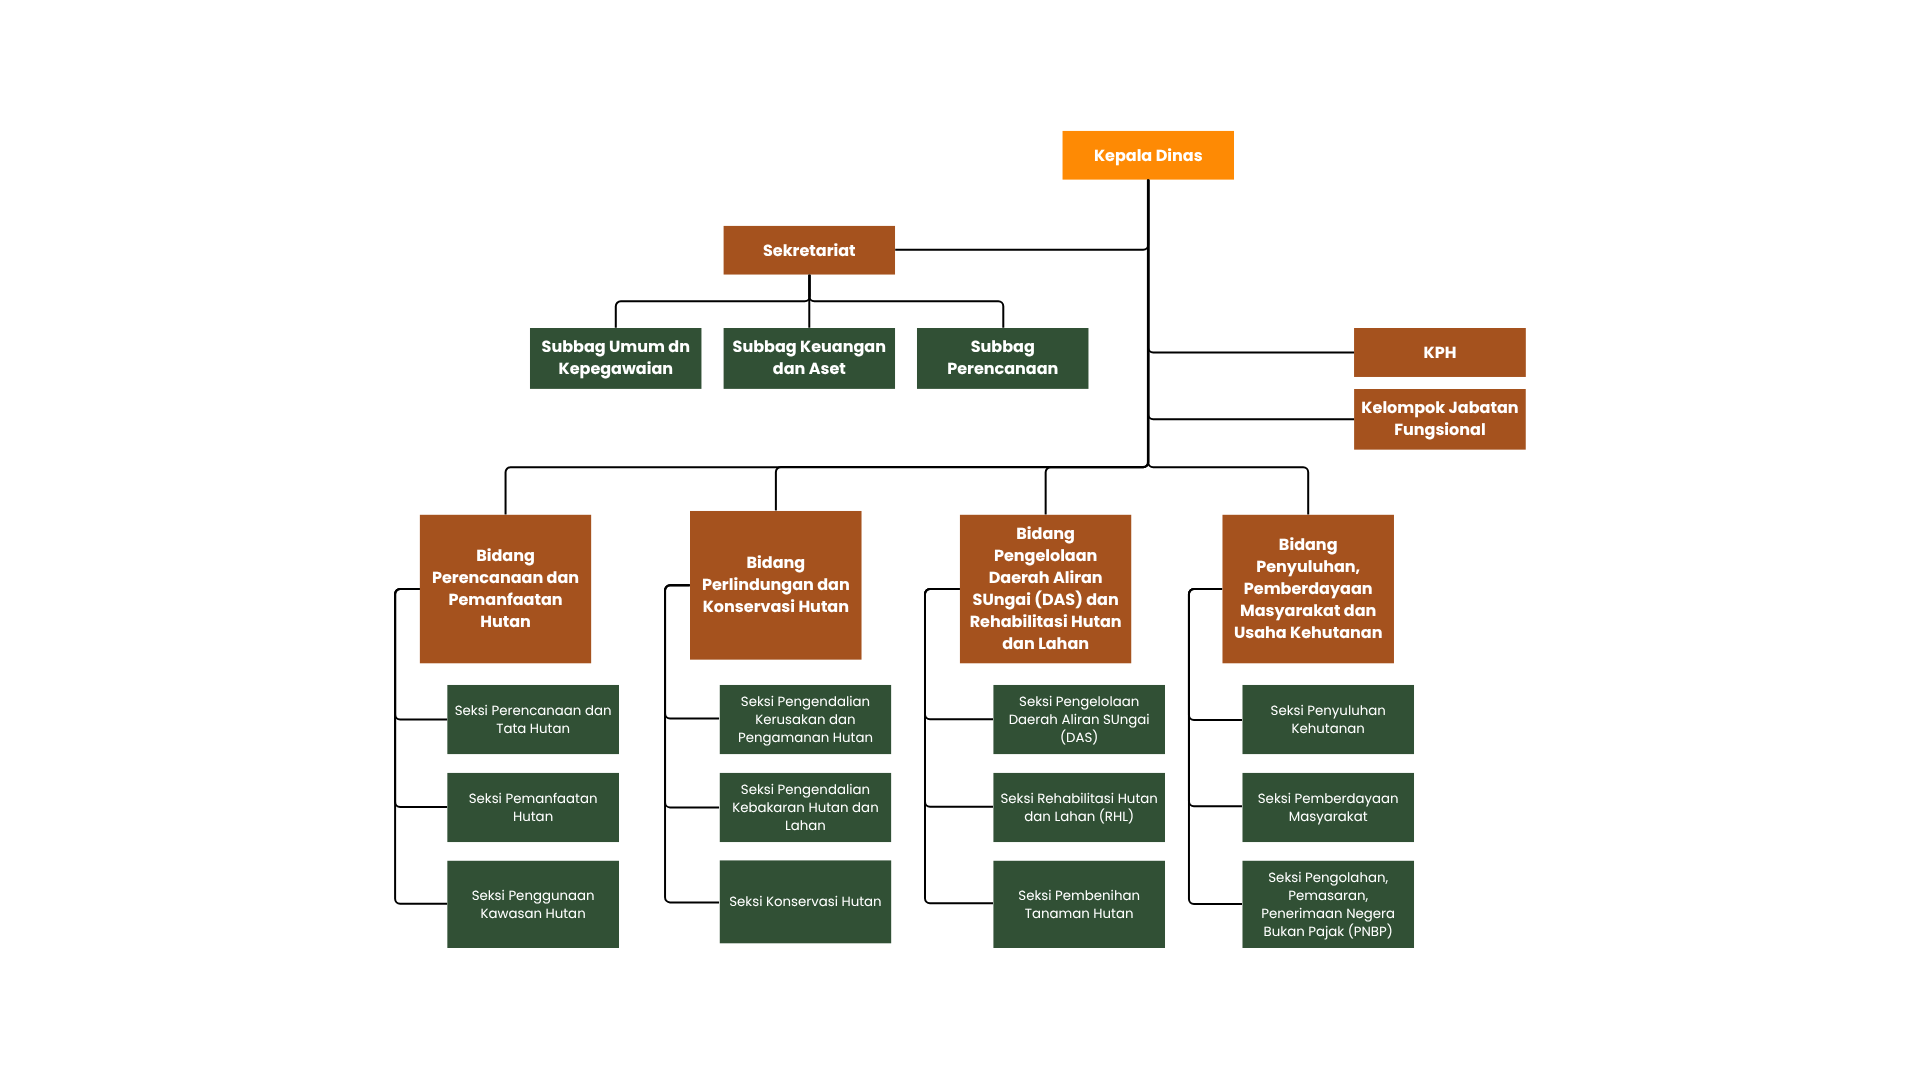 Kepala Dinas
Sekretariat
Subbag Umum dn
Kepegawaian
Subbag Keuangan
dan Aset
Subbag
Perencanaan
KPH
Kelompok Jabatan
Fungsional
Bidang
Perencanaan dan
Pemanfaatan
Hutan
Bidang
Perlindungan dan
Konservasi Hutan
Bidang
Pengelolaan
Daerah Aliran
SUngai (DAS) dan
Rehabilitasi Hutan
dan Lahan
Bidang
Penyuluhan,
Pemberdayaan
Masyarakat dan
Usaha Kehutanan
Seksi Perencanaan dan
Tata Hutan
Seksi Pengendalian
Kerusakan dan
Pengamanan Hutan
Seksi Pengelolaan
Daerah Aliran SUngai
(DAS)
Seksi Penyuluhan
Kehutanan
Seksi Pemanfaatan
Hutan
Seksi Pengendalian
Kebakaran Hutan dan
Lahan
Seksi Rehabilitasi Hutan
dan Lahan (RHL)
Seksi Pemberdayaan
Masyarakat
Seksi Penggunaan
Kawasan Hutan
Seksi Konservasi Hutan
Seksi Pembenihan
Tanaman Hutan
Seksi Pengolahan,
Pemasaran,
Penerimaan Negera
Bukan Pajak (PNBP)